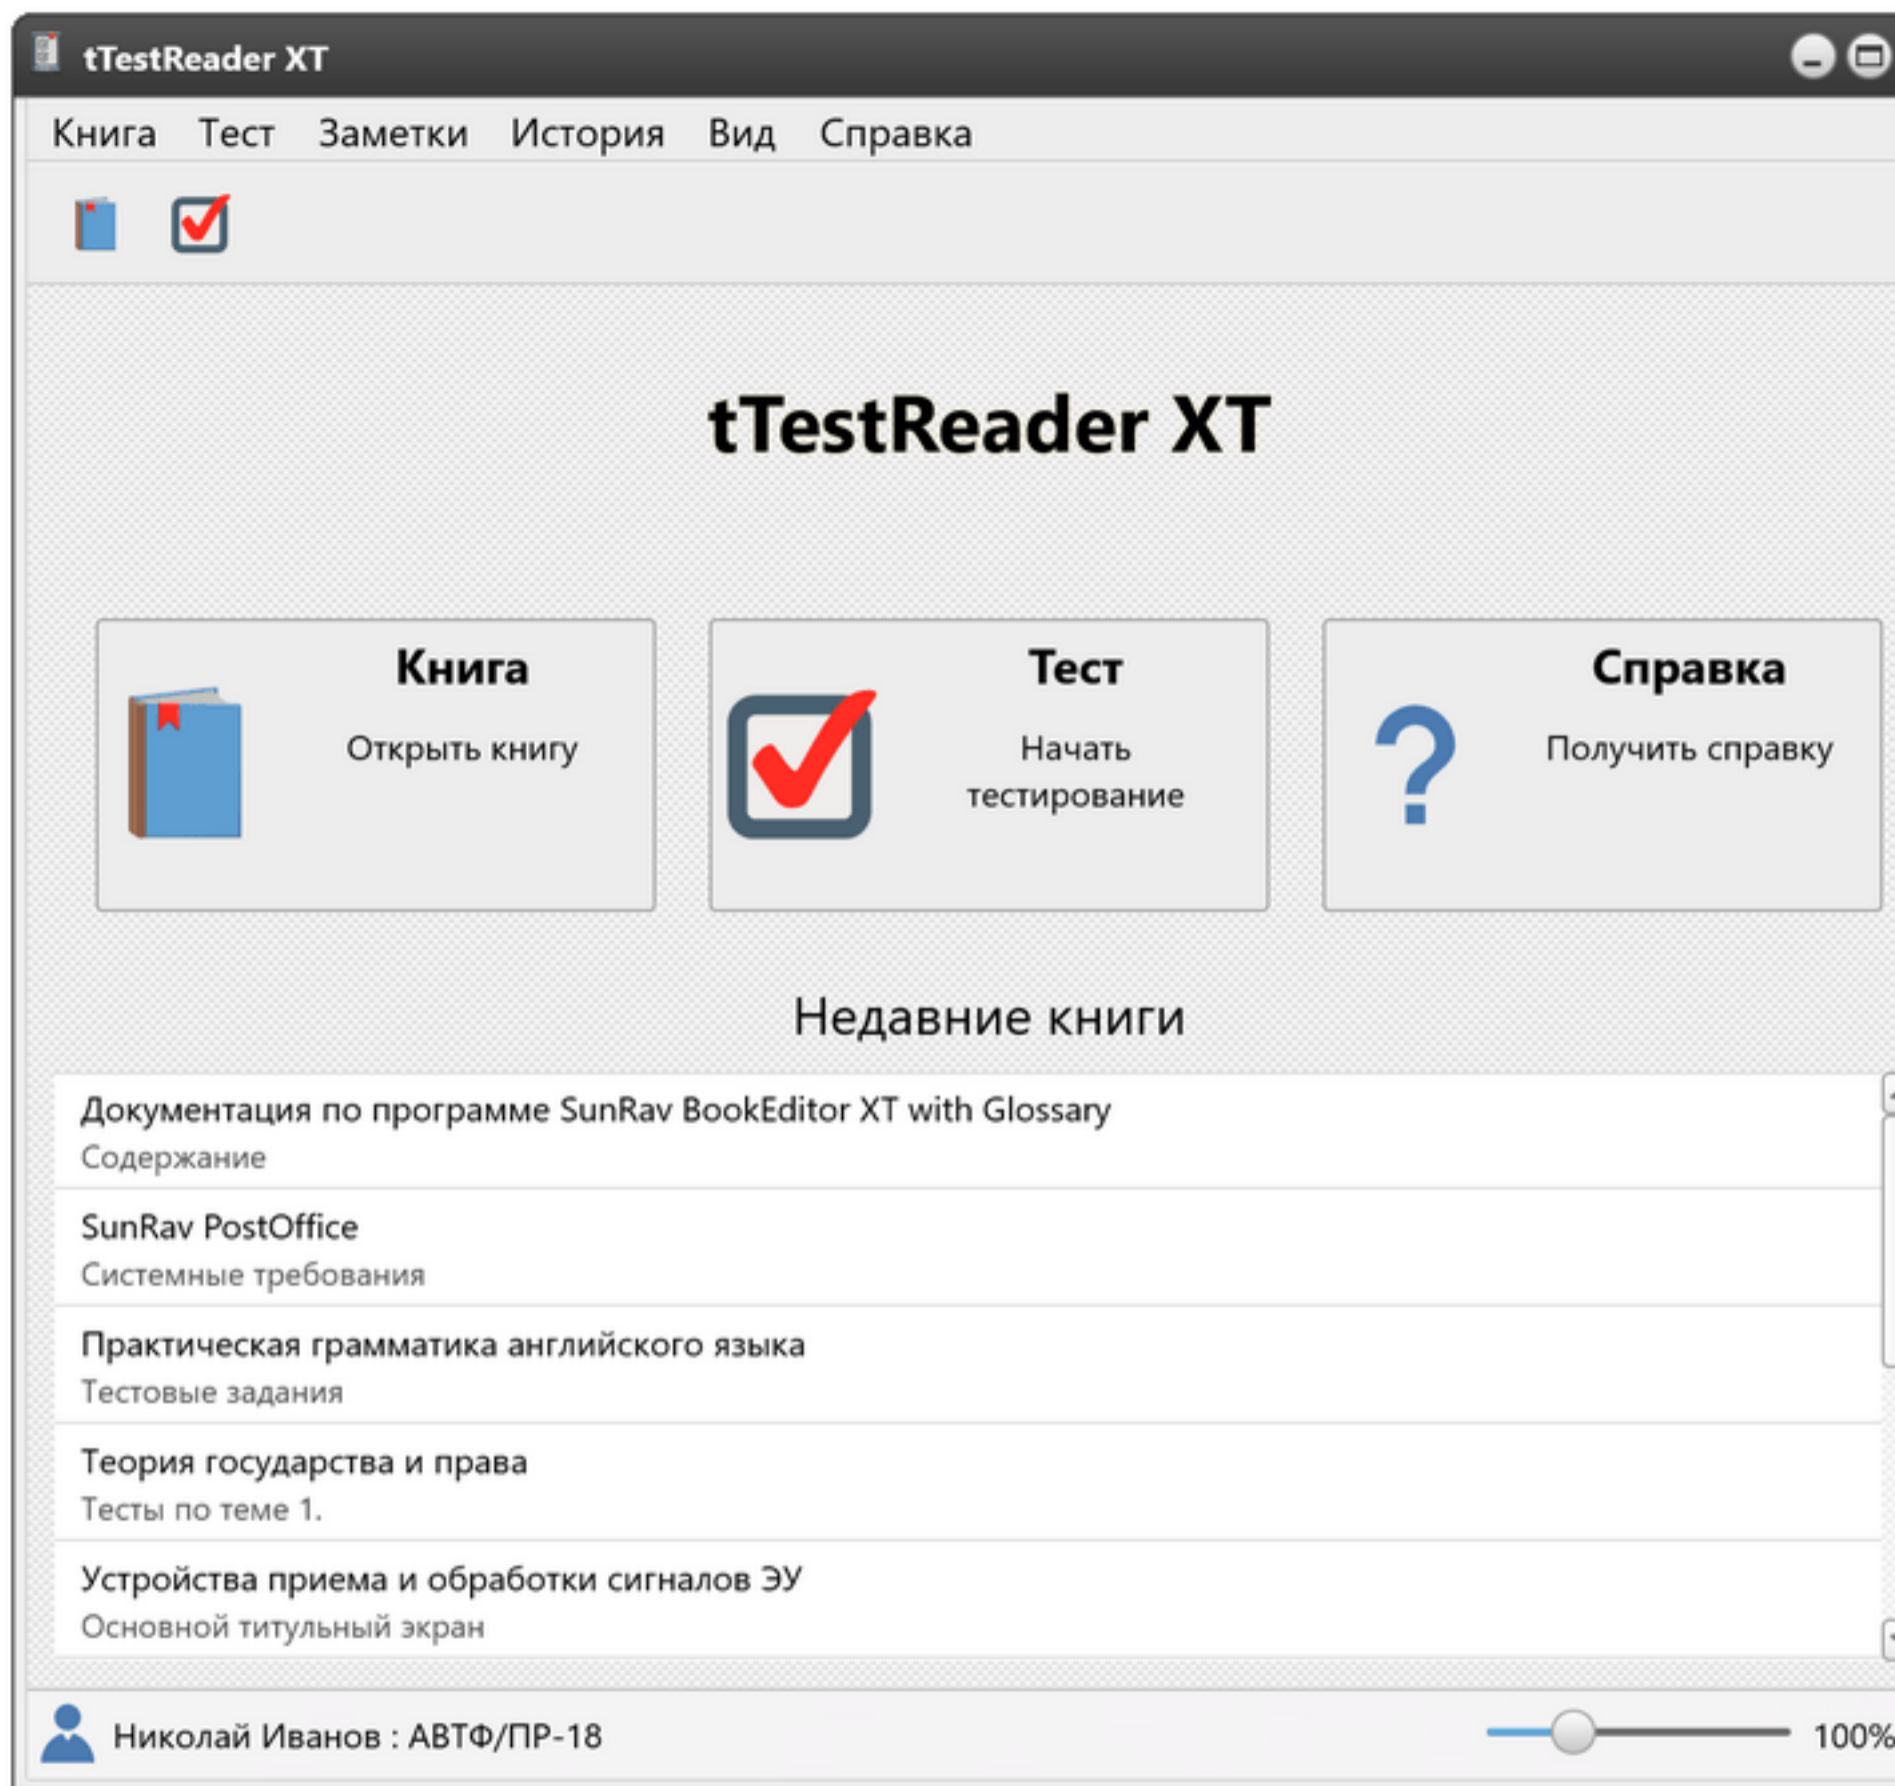 tTestReader XT
Книга Тест Заметки История Вид Справка
tTestReader XT
Книга
Открыть книгу
Тест
Начать
тестирование
Справка
Получить справку
Недавние книги
Документация по программе SunRav BookEditor XT with Glossary
Содержание
SunRav PostOffice
Системные требования
Практическая грамматика английского языка
Тестовые задания
Теория государства и права
Тесты по теме 1.
Устройства приема и обработки сигналов ЭУ
Основной титульный экран
Николай Иванов : АВТФ/ПР-18
100%